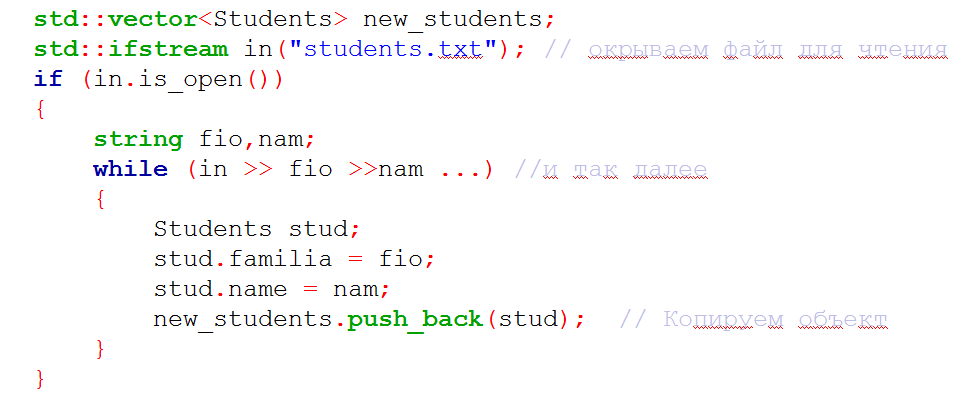 std::vector<Students> new_students;
std::ifstream in("students.txt"); // окрываем файл для чтения
if (in.is_open())
{
string fio,nam;
while (in >> fio >>nam ...) //и так далее
{
Students stud;
stud.familia = fio;
stud.name = nam;
new_students.push_back(stud); // Копируем объект
}
}